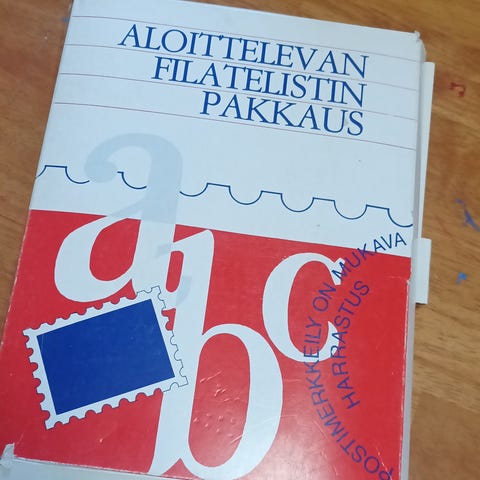 ALOITTELEVAN
FILATELISTIN
PAKKAUS
abc
POSTIMERKKEILY ON MUKAVA
HARRASTUS